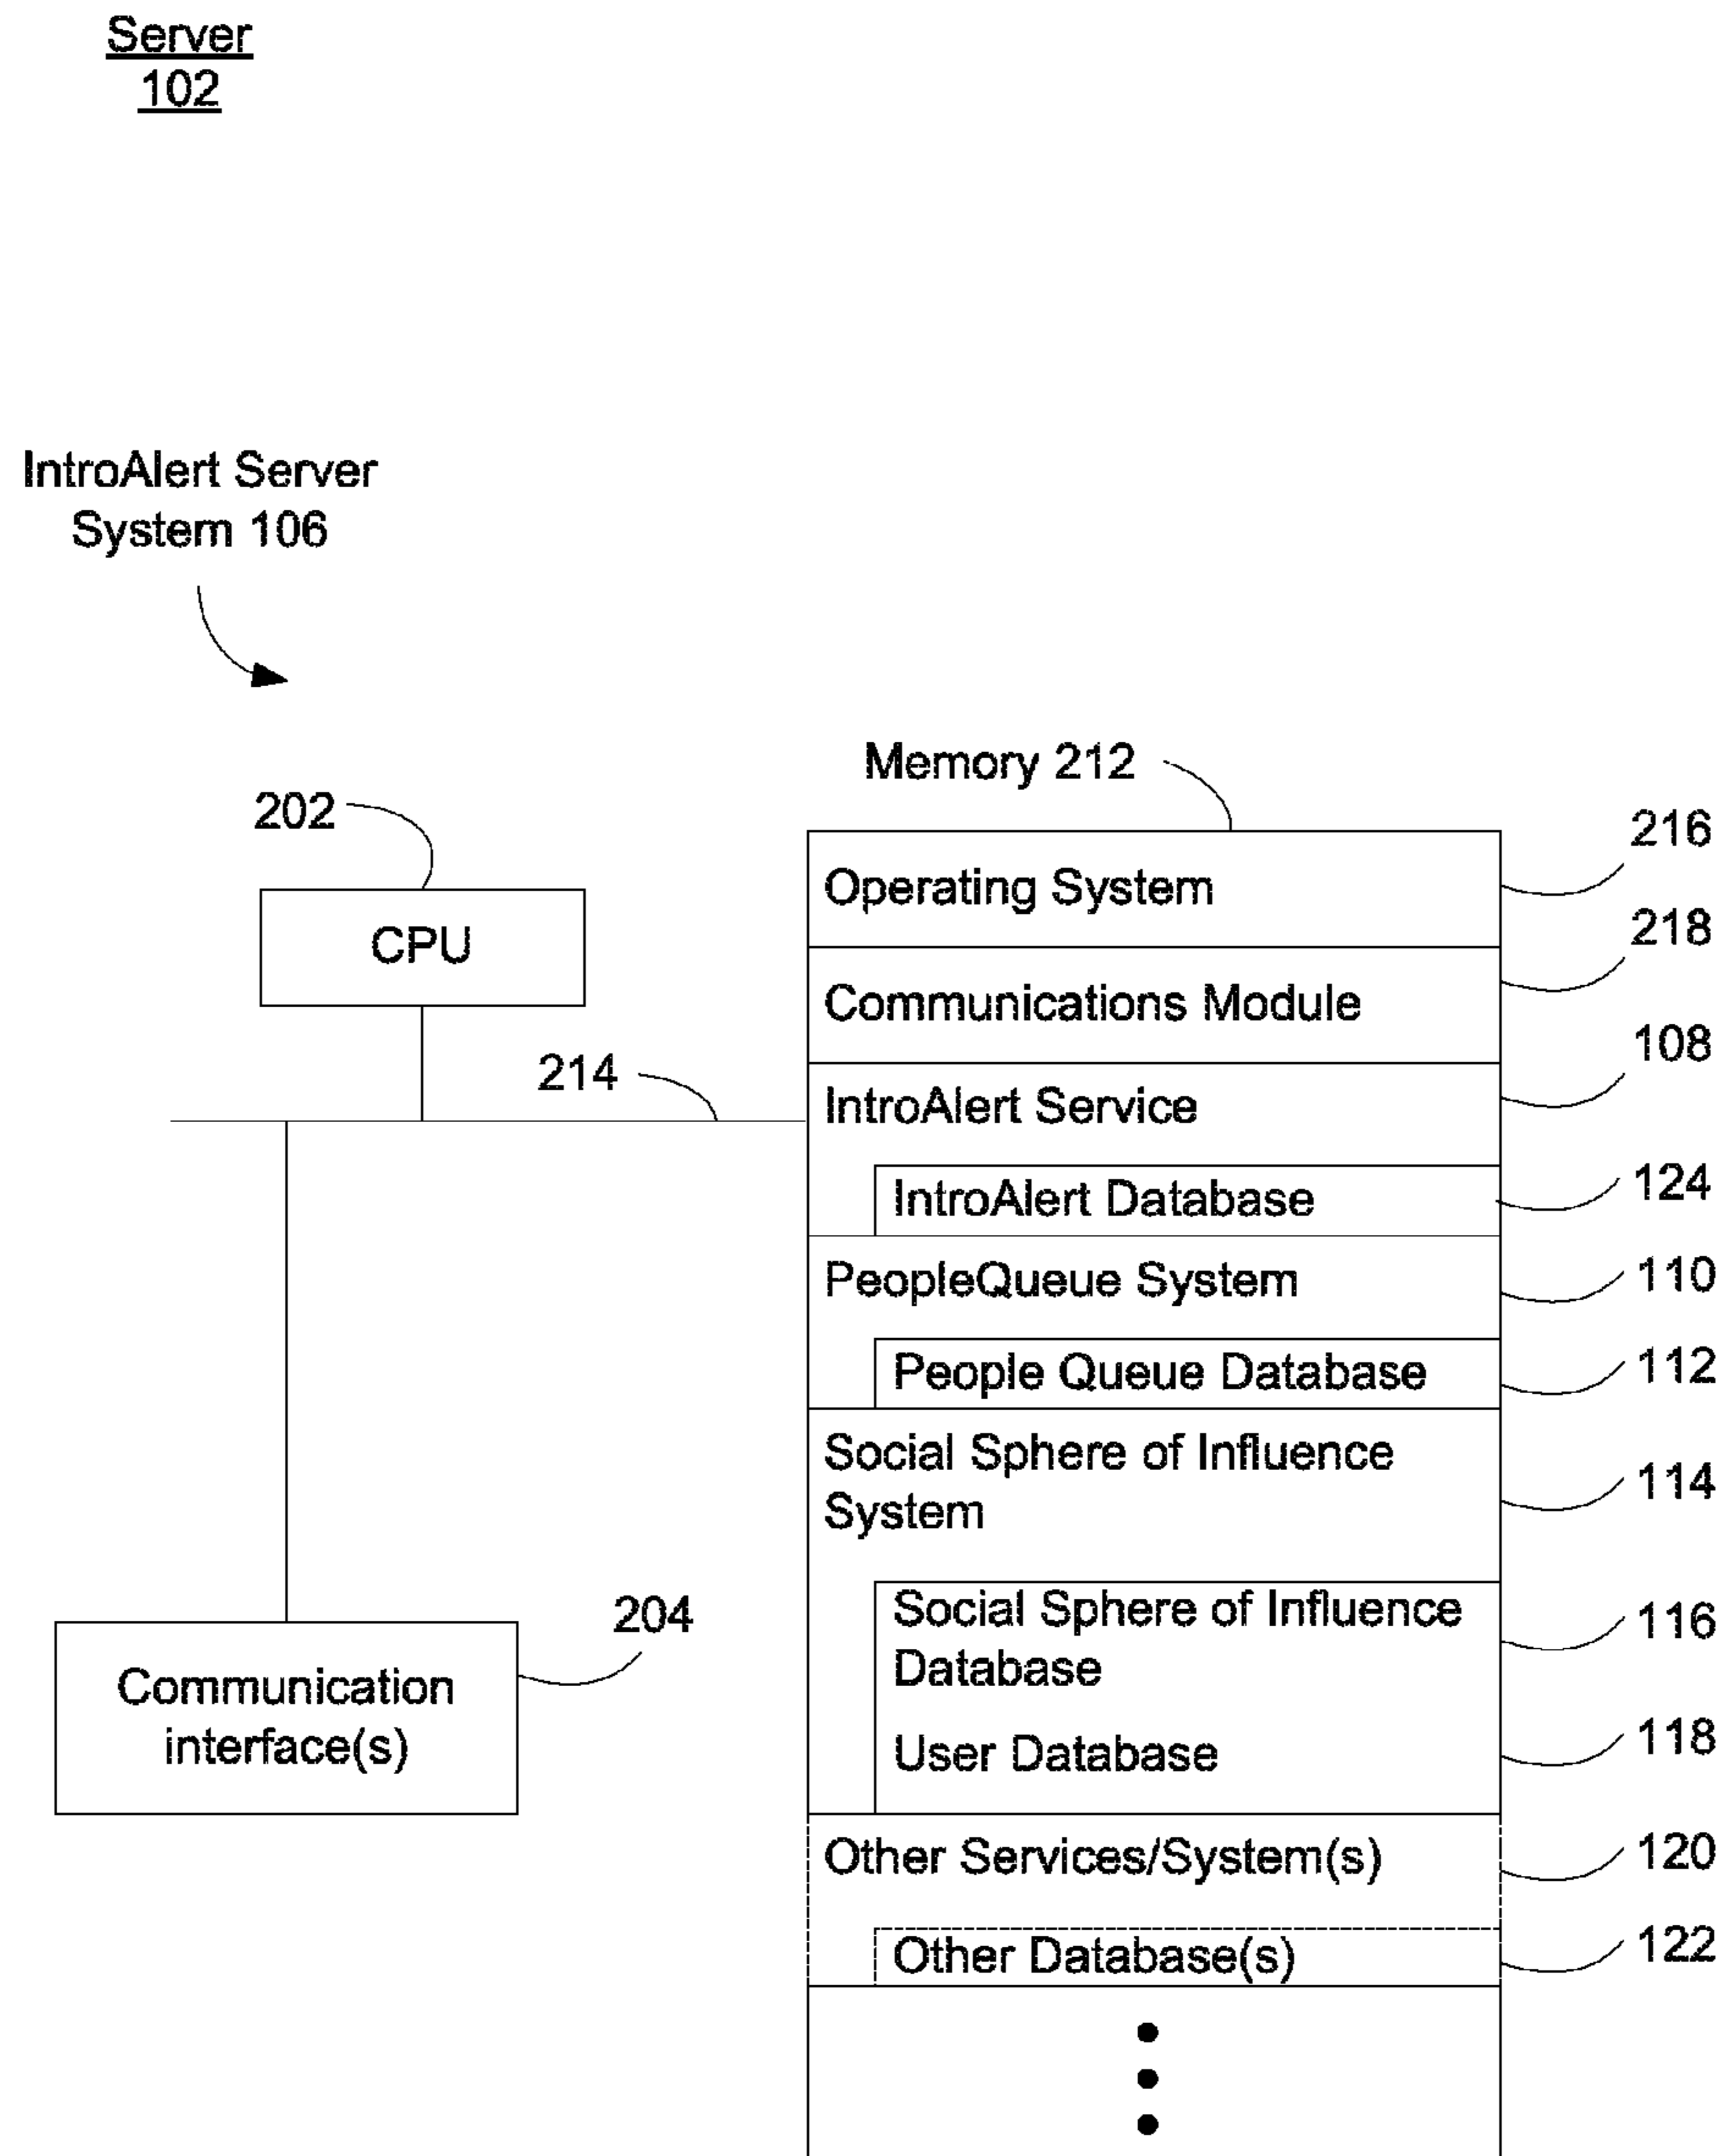 Server
102
IntroAlert Server
System 106
Memory 212
202
216
Operating System
CPU
218
Communications Module
214
108
IntroAlert Service
IntroAlert Database
124
PeopleQueue System
110
People Queue Database
112
Social Sphere of Influence
System
114
Social Sphere of Influence
Database
116
204
Communication
interface(s)
User Database
118
Other Services/System(s)
120
Other Database(s)
122